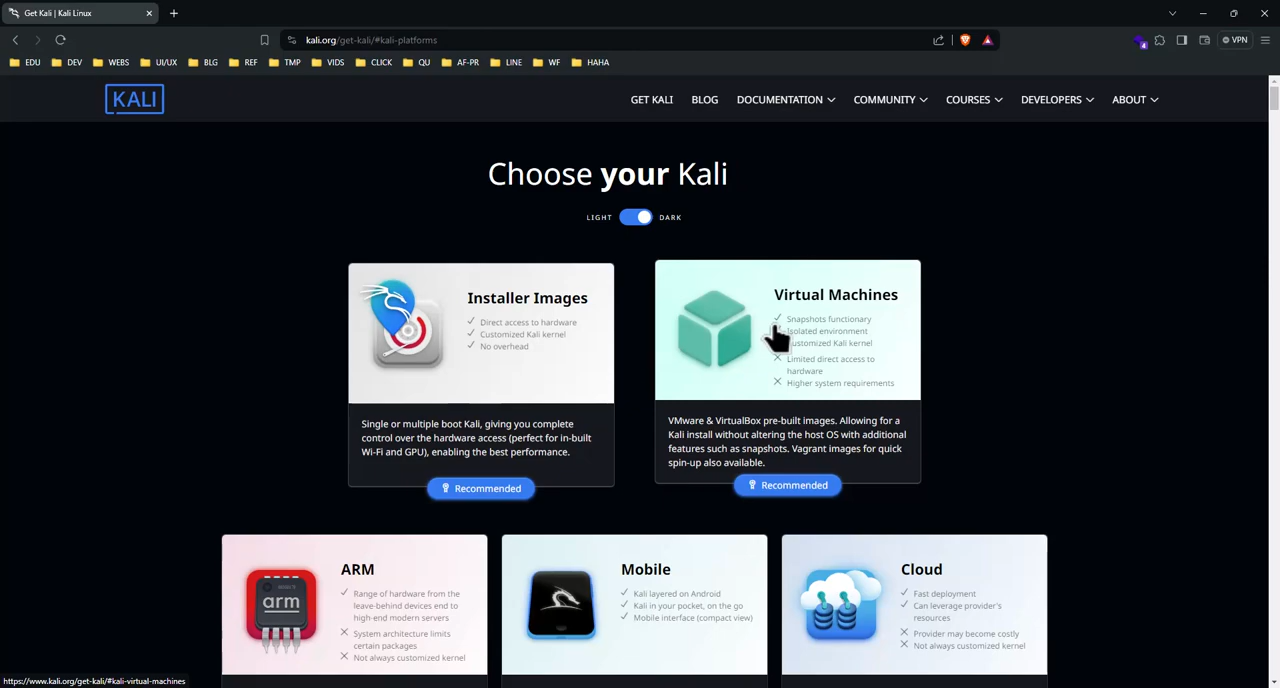 Get Kali | Kali Linux
kali.org/get-kali/#kali-platforms
4
VPN
EDU DEV WEBS UI/UX BLG REF TMP VIDS CLICK QU AF-PR LINE WF HAHA
KALI
GET KALI BLOG DOCUMENTATION COMMUNITY COURSES DEVELOPERS ABOUT
Choose your Kali
LIGHT DARK
Installer Images
Direct access to hardware
Customized Kali kernel
No overhead
Single or multiple boot Kali, giving you complete
control over the hardware access (perfect for in-built
Wi-Fi and GPU), enabling the best performance.
Recommended
Virtual Machines
Snapshots functionary
Isolated environment
Customized Kali kernel
Limited direct access to
hardware
Higher system requirements
VMware & VirtualBox pre-built images. Allowing for a
Kali install without altering the host OS with additional
features such as snapshots. Vagrant images for quick
spin-up also available.
Recommended
arm
ARM
Range of hardware from the
leave-behind devices end to
high-end modern servers
System architecture limits
certain packages
Not always customized kernel
Mobile
Kali layered on Android
Kali in your pocket, on the go
Mobile interface (compact view)
Cloud
Fast deployment
Can leverage provider's
resources
Provider may become costly
Not always customized kernel
https://www.kali.org/get-kali/#kali-virtual-machines